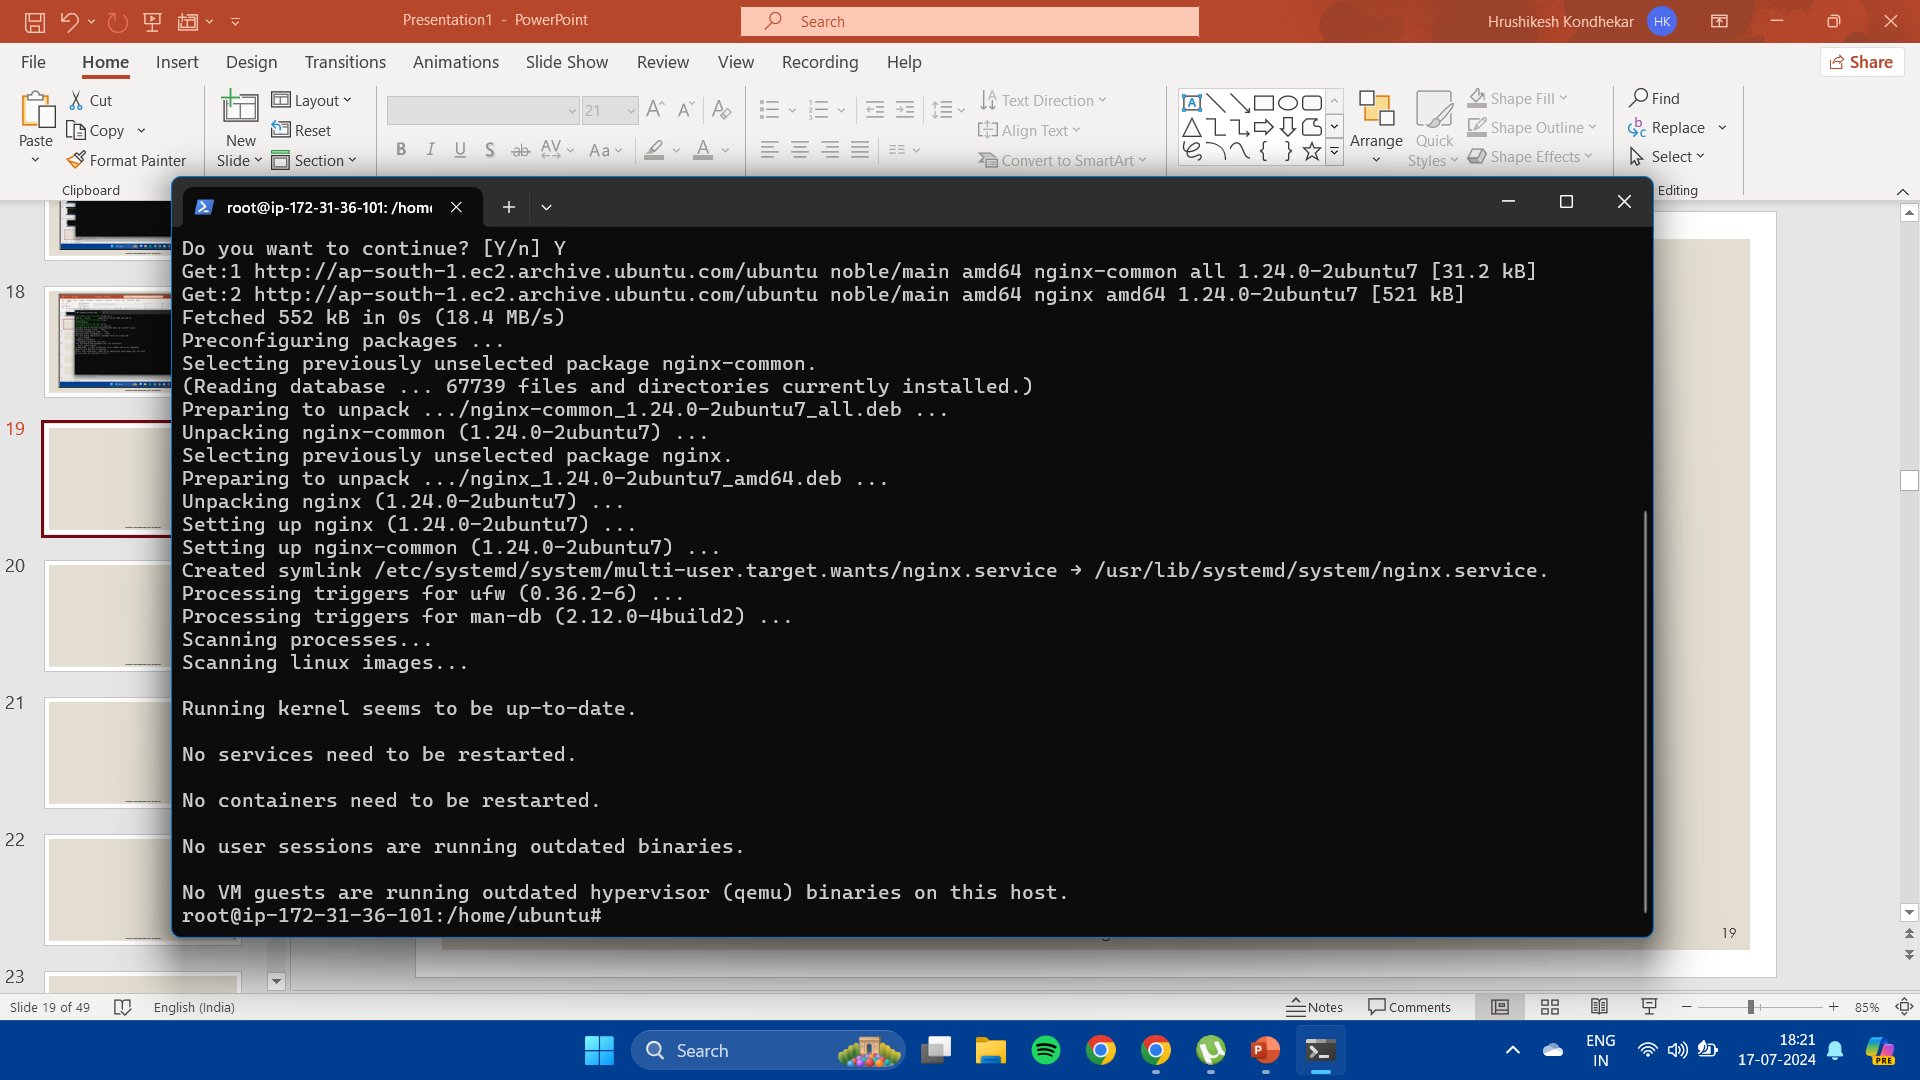 Presentation1 - PowerPoint
Search
Hrushikesh Kondhekar
HK
File
Home
Insert
Design
Transitions
Animations
Slide Show
Review
View
Recording
Help
Share
Paste
Cut
Copy
Format Painter
Clipboard
New
Slide
Layout
Reset
Section
21
B I U S ab AV Aa A
Text Direction
Align Text
Convert to SmartArt
Arrange
Quick
Styles
Shape Fill
Shape Outline
Shape Effects
Find
Replace
Select
Editing
root@ip-172-31-36-101: /home
Do you want to continue? [Y/n] Y
Get:1 http://ap-south-1.ec2.archive.ubuntu.com/ubuntu noble/main amd64 nginx-common all 1.24.0-2ubuntu7 [31.2 kB]
Get:2 http://ap-south-1.ec2.archive.ubuntu.com/ubuntu noble/main amd64 nginx amd64 1.24.0-2ubuntu7 [521 kB]
Fetched 552 kB in 0s (18.4 MB/s)
Preconfiguring packages ...
Selecting previously unselected package nginx-common.
(Reading database ... 67739 files and directories currently installed.)
Preparing to unpack .../nginx-common_1.24.0-2ubuntu7_all.deb ...
Unpacking nginx-common (1.24.0-2ubuntu7) ...
Selecting previously unselected package nginx.
Preparing to unpack .../nginx_1.24.0-2ubuntu7_amd64.deb ...
Unpacking nginx (1.24.0-2ubuntu7) ...
Setting up nginx (1.24.0-2ubuntu7) ...
Setting up nginx-common (1.24.0-2ubuntu7) ...
Created symlink /etc/systemd/system/multi-user.target.wants/nginx.service → /usr/lib/systemd/system/nginx.service.
Processing triggers for ufw (0.36.2-6) ...
Processing triggers for man-db (2.12.0-4build2) ...
Scanning processes...
Scanning linux images...
Running kernel seems to be up-to-date.
No services need to be restarted.
No containers need to be restarted.
No user sessions are running outdated binaries.
No VM guests are running outdated hypervisor (qemu) binaries on this host.
root@ip-172-31-36-101:/home/ubuntu#
18
19
20
21
22
23
19
Slide 19 of 49
English (India)
Notes
Comments
85%
Search
ENG
IN
18:21
17-07-2024
PRE